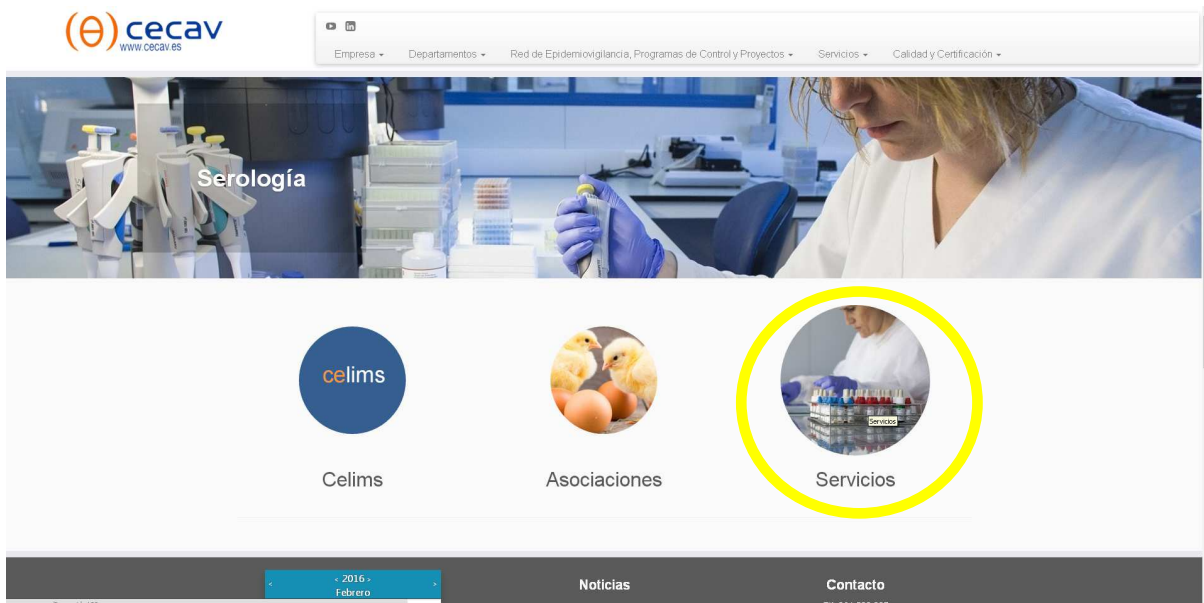 (θ) cecav
www.cecav.es
Empresa Departamentos Red de Epidemiovigilancia, Programas de Control y Proyectos Servicios Calidad y Certificación
Serología
celims
Servicios
Celims Asociaciones Servicios
< 2016 >
< Febrero >
Noticias
Contacto